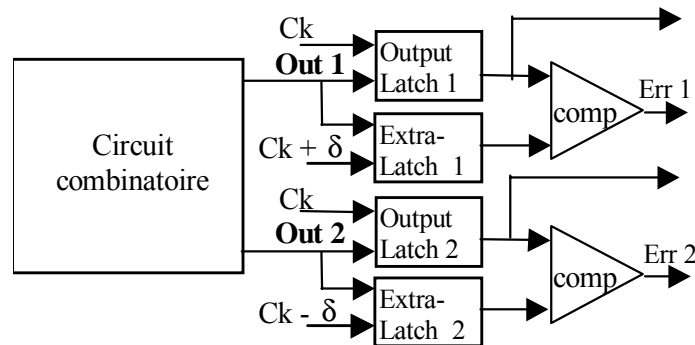 Ck
Out 1
Output
Latch 1
Err 1
comp
Extra-
Latch 1
Ck + δ
Circuit
combinatoire
Ck
Out 2
Output
Latch 2
Err 2
comp
Extra-
Latch 2
Ck - δ